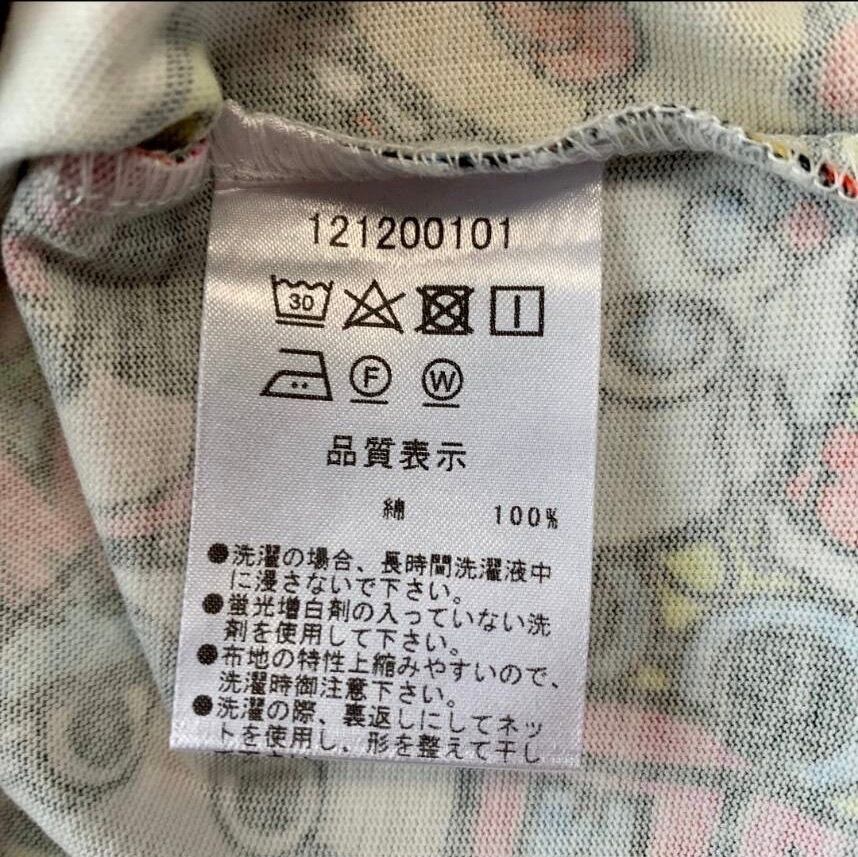 121200101
30
F W
品質表示
綿 100%
●洗濯の場合、長時間洗濯液中
に浸さないで下さい。
●蛍光増白剤の入っていない洗
剤を使用して下さい。
●布地の特性上縮みやすいので、
洗濯時御注意下さい。
●洗濯の際、裏返しにしてネッ
トを使用し、形を整えて干し